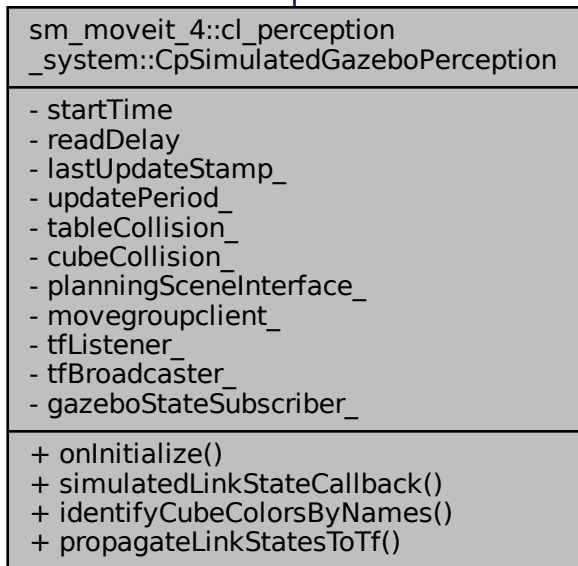 sm_moveit_4::cl_perception
_system::CpSimulatedGazeboPerception
- startTime
- readDelay
- lastUpdateStamp_
- updatePeriod_
- tableCollision_
- cubeCollision_
- planningSceneInterface_
- movegroupclient_
- tfListener_
- tfBroadcaster_
- gazeboStateSubscriber_
+ onInitialize()
+ simulatedLinkStateCallback()
+ identifyCubeColorsByNames()
+ propagateLinkStatesToTf()